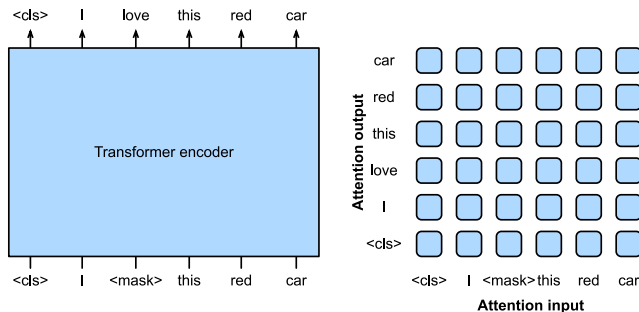 <cls> I love this red car
Transformer encoder
<cls> I <mask> this red car
Attention output
car
red
this
love
I
<cls>
<cls> I <mask> this red car
Attention input